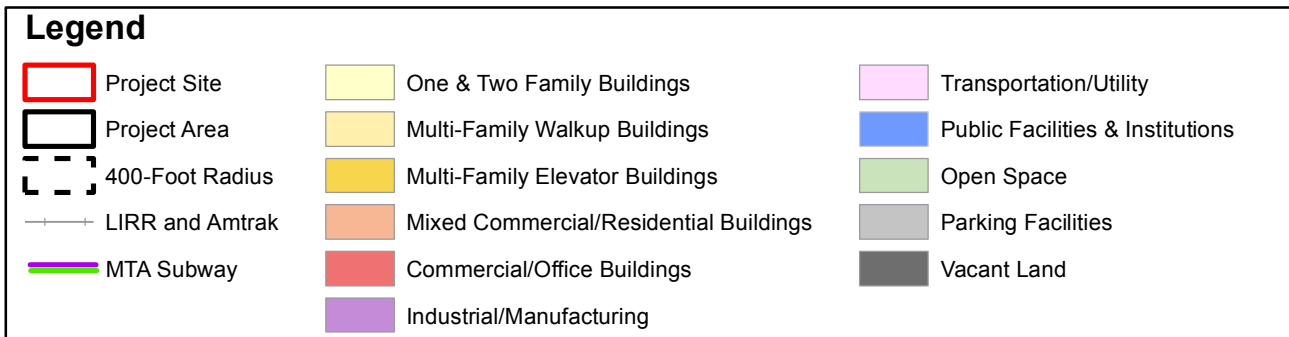 Legend
Project Site
Project Area
400-Foot Radius
LIRR and Amtrak
MTA Subway
One & Two Family Buildings
Multi-Family Walkup Buildings
Multi-Family Elevator Buildings
Mixed Commercial/Residential Buildings
Commercial/Office Buildings
Industrial/Manufacturing
Transportation/Utility
Public Facilities & Institutions
Open Space
Parking Facilities
Vacant Land